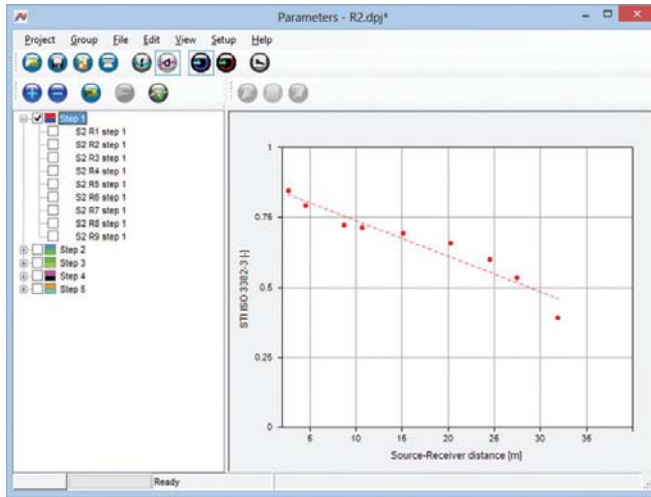 Parameters - R2.dpj*
Project Group File Edit View Setup Help
Step 1
S2 R1 step 1
S2 R2 step 1
S2 R3 step 1
S2 R4 step 1
S2 R5 step 1
S2 R6 step 1
S2 R7 step 1
S2 R8 step 1
S2 R9 step 1
Step 2
Step 3
Step 4
Step 5
1
0.75
0.5
0.25
0
STI ISO 3382-3 [-]
5 10 15 20 25 30 35
Source-Receiver distance [m]
Ready